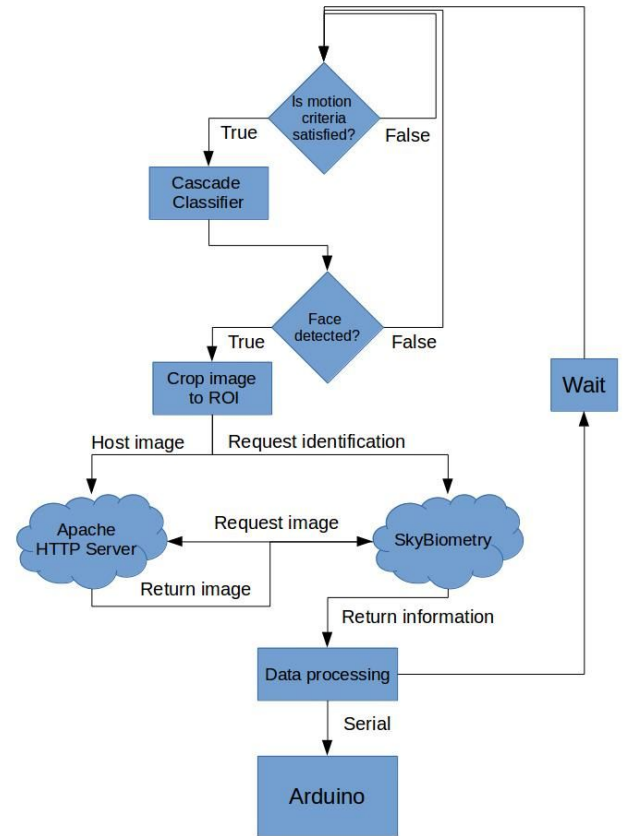 Is motion
criteria
satisfied?
True
False
Cascade
Classifier
Face
detected?
True
False
Crop image
to ROI
Wait
Host image
Request identification
Apache
HTTP Server
Request image
SkyBiometry
Return image
Return information
Data processing
Serial
Arduino